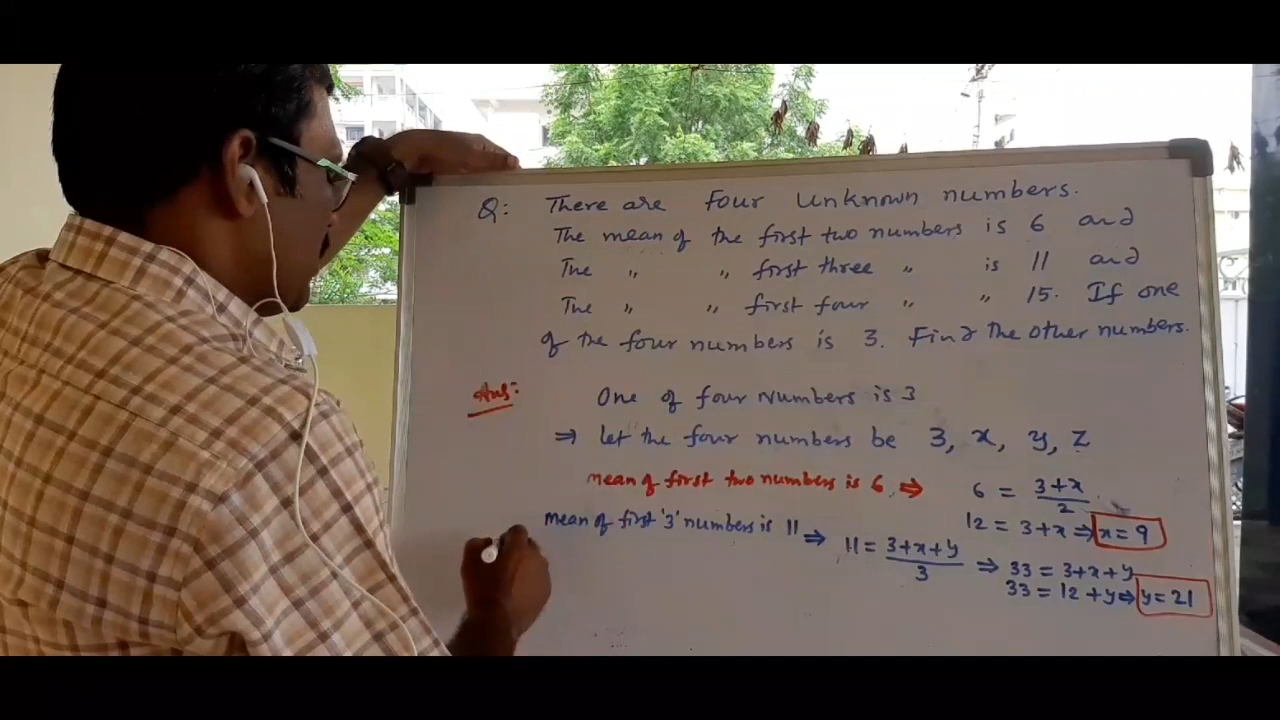 Q: There are Four Unknown numbers.
The mean of the first two numbers is 6 and
The " " first three " is 11 and
The " " first four " " 15. If one
of the four numbers is 3. Find the other numbers.
Ans: One of four Numbers is 3
⇒ let the four numbers be 3, x, y, z
mean of first two numbers is 6 ⇒ 6 = (3+x)/2
12 = 3+x ⇒ x = 9
mean of first '3' numbers is 11 ⇒ 11 = (3+x+y)/3 ⇒ 33 = 3+x+y
33 = 12+y ⇒ y = 21